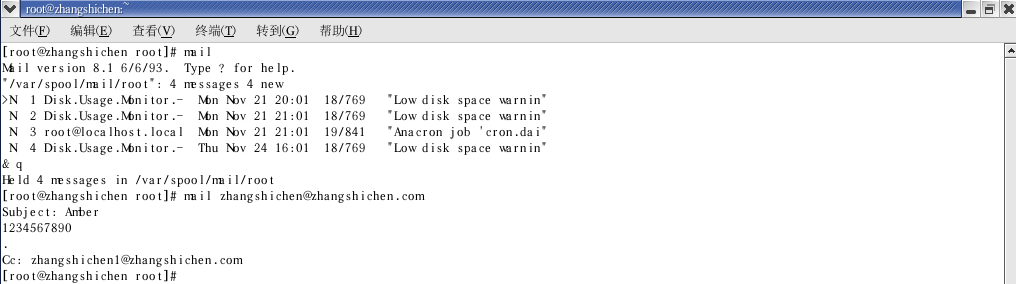 root@zhangshichen:~
文件(F) 编辑(E) 查看(V) 终端(T) 转到(G) 帮助(H)
[root@zhangshichen root]# mail
Mail version 8.1 6/6/93.  Type ? for help.
"/var/spool/mail/root": 4 messages 4 new
>N  1 Disk.Usage.Monitor.-  Mon Nov 21 20:01  18/769   "Low disk space warnin"
 N  2 Disk.Usage.Monitor.-  Mon Nov 21 21:01  18/769   "Low disk space warnin"
 N  3 root@localhost.local  Mon Nov 21 21:01  19/841   "Anacron job 'cron.dai"
 N  4 Disk.Usage.Monitor.-  Thu Nov 24 16:01  18/769   "Low disk space warnin"
& q
Held 4 messages in /var/spool/mail/root
[root@zhangshichen root]# mail zhangshichen@zhangshichen.com
Subject: Amber
1234567890
.
Cc: zhangshichen1@zhangshichen.com
[root@zhangshichen root]#